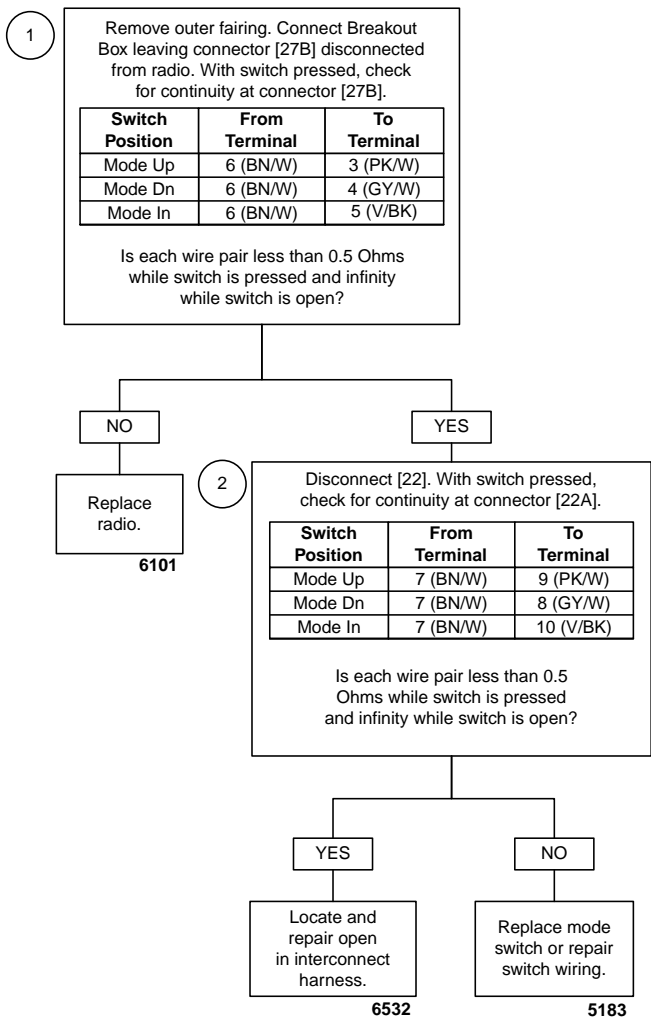 1
Remove outer fairing. Connect Breakout
Box leaving connector [27B] disconnected
from radio. With switch pressed, check
for continuity at connector [27B].
Switch Position From Terminal To Terminal
Mode Up 6 (BN/W) 3 (PK/W)
Mode Dn 6 (BN/W) 4 (GY/W)
Mode In 6 (BN/W) 5 (V/BK)
Is each wire pair less than 0.5 Ohms
while switch is pressed and infinity
while switch is open?
NO
YES
Replace
radio.
6101
2
Disconnect [22]. With switch pressed,
check for continuity at connector [22A].
Switch Position From Terminal To Terminal
Mode Up 7 (BN/W) 9 (PK/W)
Mode Dn 7 (BN/W) 8 (GY/W)
Mode In 7 (BN/W) 10 (V/BK)
Is each wire pair less than 0.5
Ohms while switch is pressed
and infinity while switch is open?
YES
NO
Locate and
repair open
in interconnect
harness.
6532
Replace mode
switch or repair
switch wiring.
5183